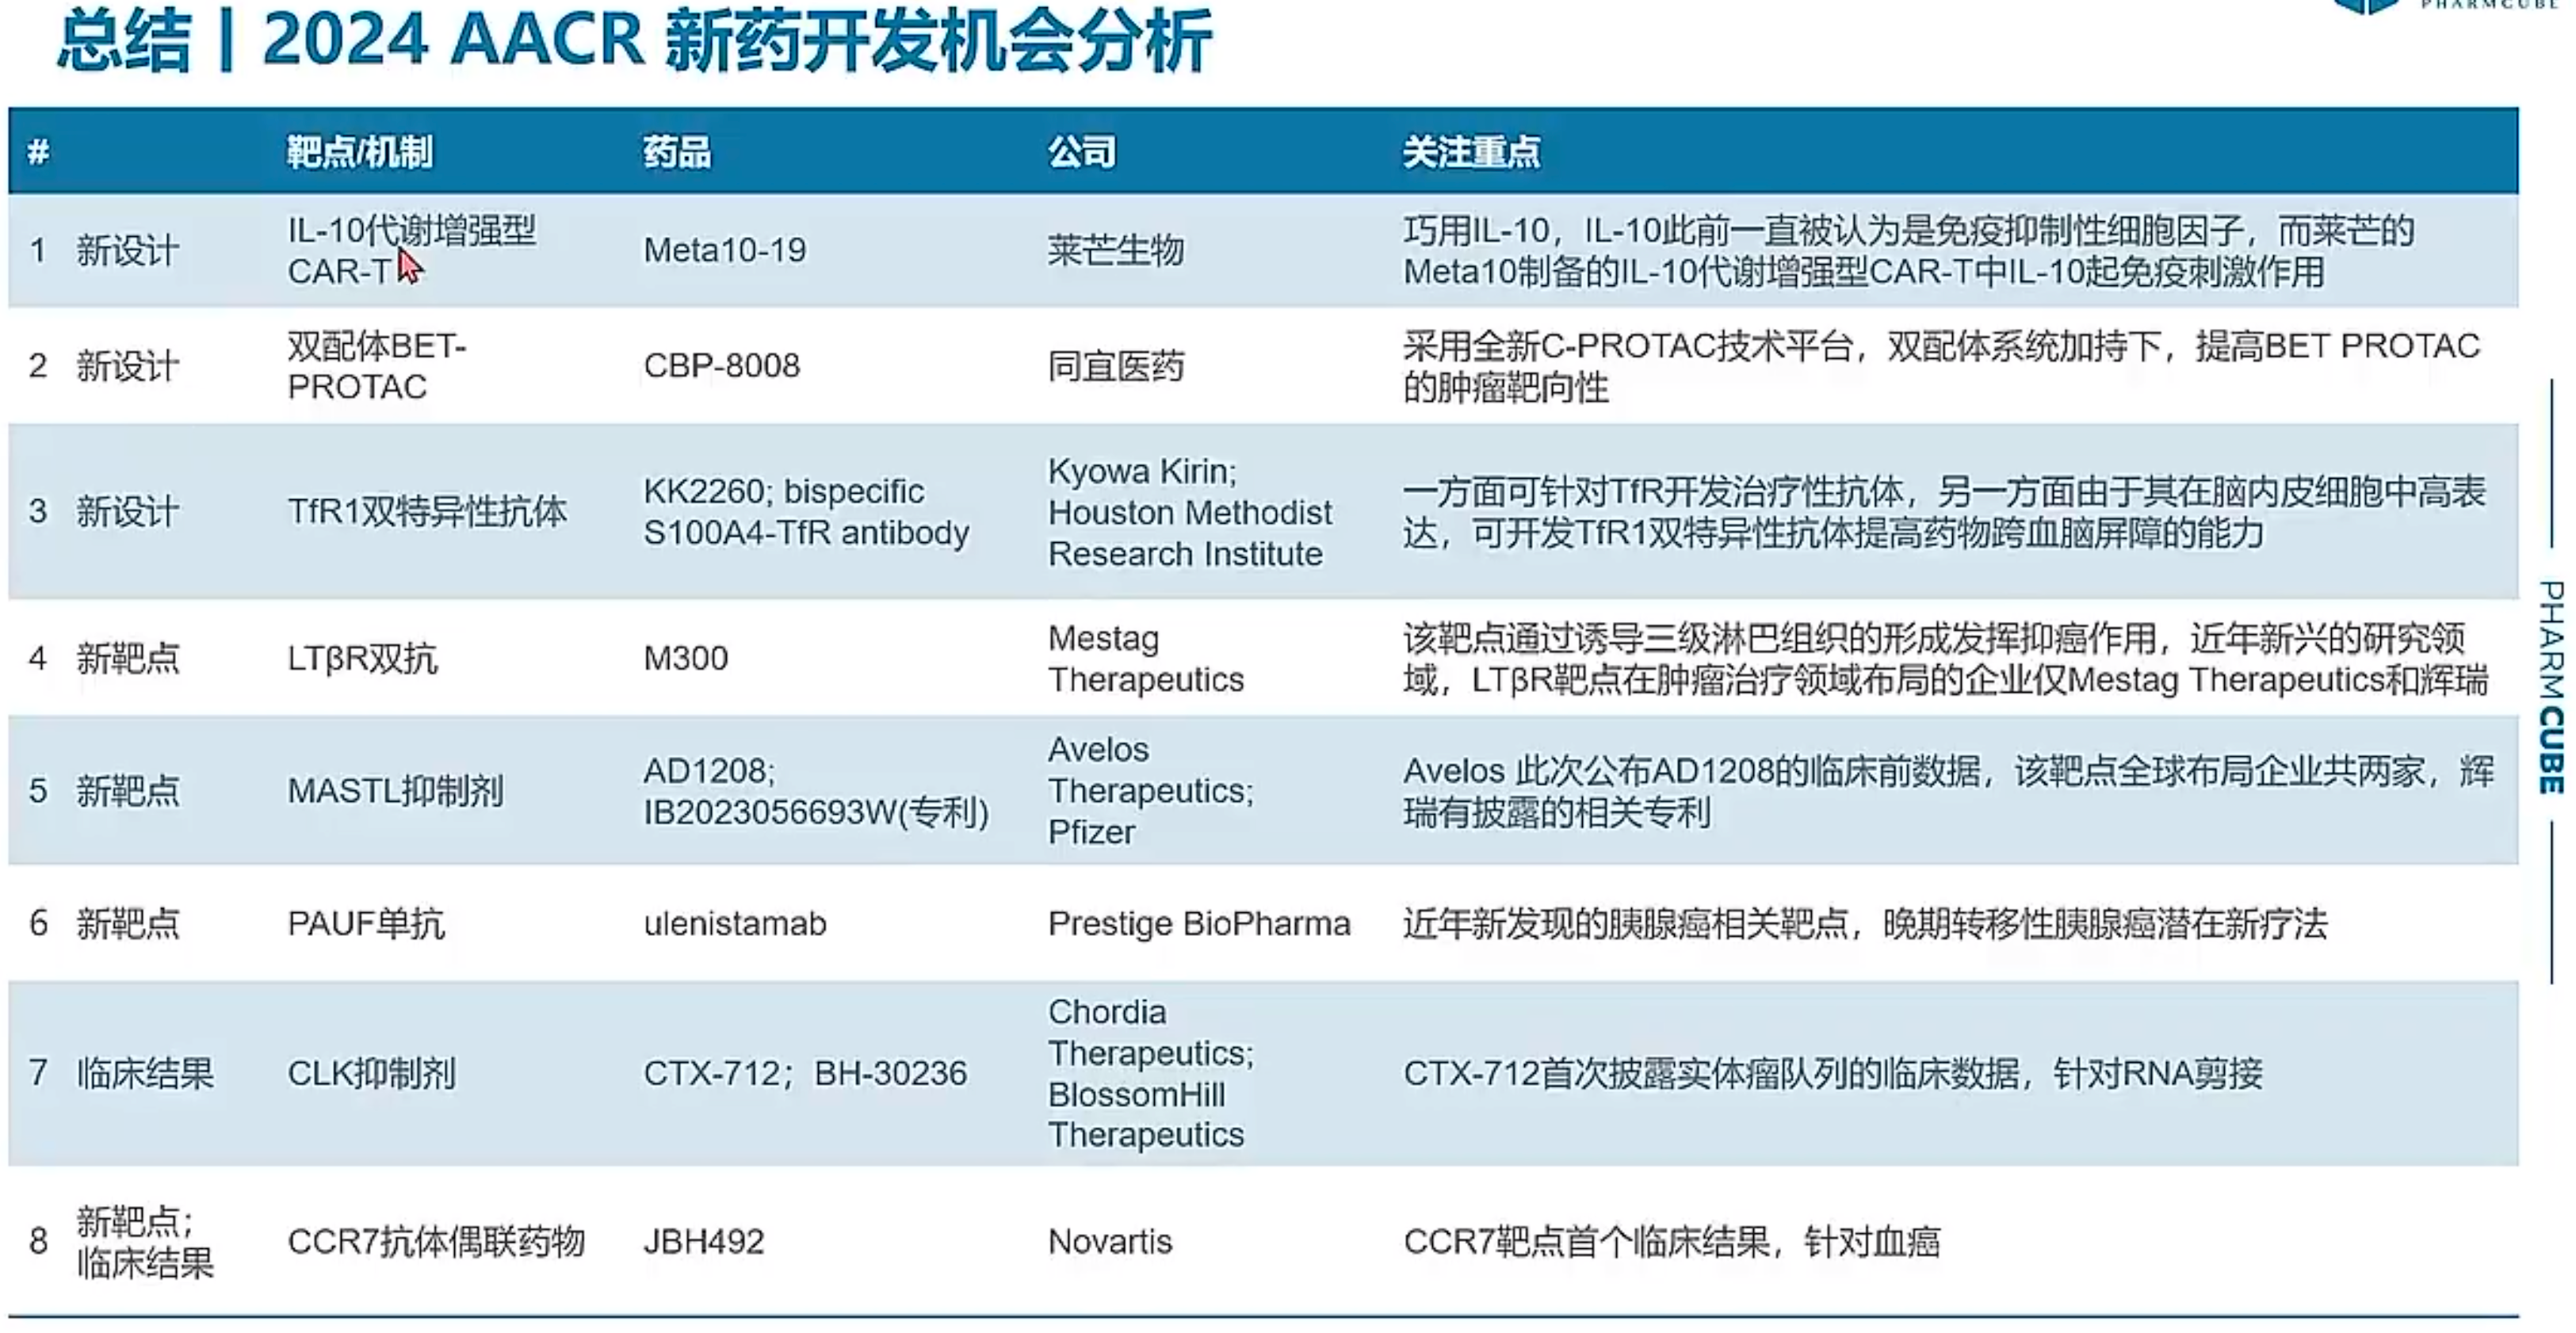 PHARMCUBE
总结 | 2024 AACR 新药开发机会分析
# 靶点/机制 药品 公司 关注重点
1 新设计
IL-10代谢增强型
CAR-T
Meta10-19
莱芒生物
巧用IL-10，IL-10此前一直被认为是免疫抑制性细胞因子，而莱芒的
Meta10制备的IL-10代谢增强型CAR-T中IL-10起免疫刺激作用
2 新设计
双配体BET-
PROTAC
CBP-8008
同宜医药
采用全新C-PROTAC技术平台，双配体系统加持下，提高BET PROTAC
的肿瘤靶向性
3 新设计
TfR1双特异性抗体
KK2260; bispecific
S100A4-TfR antibody
Kyowa Kirin;
Houston Methodist
Research Institute
一方面可针对TfR开发治疗性抗体，另一方面由于其在脑内皮细胞中高表
达，可开发TfR1双特异性抗体提高药物跨血脑屏障的能力
4 新靶点
LTβR双抗
M300
Mestag
Therapeutics
该靶点通过诱导三级淋巴组织的形成发挥抑癌作用，近年新兴的研究领
域，LTβR靶点在肿瘤治疗领域布局的企业仅Mestag Therapeutics和辉瑞
5 新靶点
MASTL抑制剂
AD1208;
IB2023056693W(专利)
Avelos
Therapeutics;
Pfizer
Avelos 此次公布AD1208的临床前数据，该靶点全球布局企业共两家，辉
瑞有披露的相关专利
6 新靶点
PAUF单抗
ulenistamab
Prestige BioPharma
近年新发现的胰腺癌相关靶点，晚期转移性胰腺癌潜在新疗法
7 临床结果
CLK抑制剂
CTX-712；BH-30236
Chordia
Therapeutics;
BlossomHill
Therapeutics
CTX-712首次披露实体瘤队列的临床数据，针对RNA剪接
8
新靶点；
临床结果
CCR7抗体偶联药物
JBH492
Novartis
CCR7靶点首个临床结果，针对血癌
PHARMCUBE